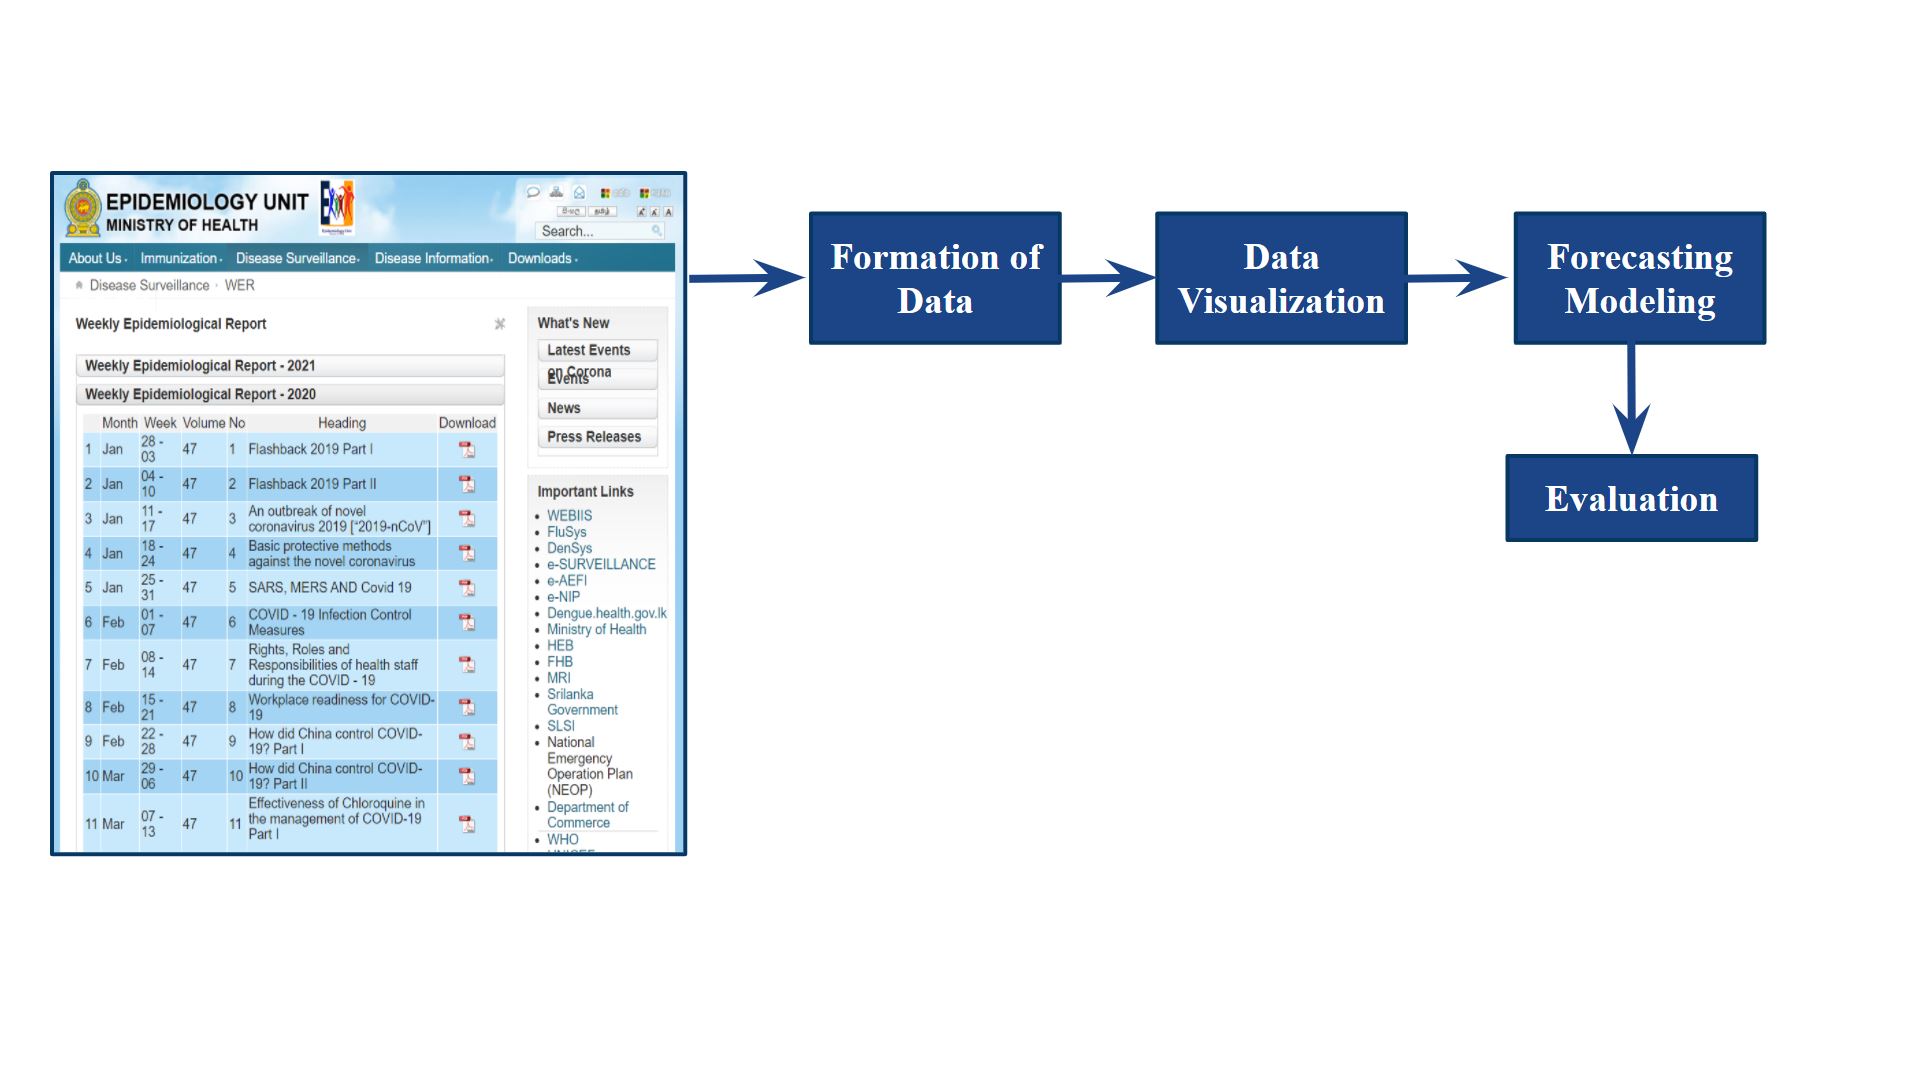 EPIDEMIOLOGY UNIT
MINISTRY OF HEALTH
Search...
About Us
Immunization
Disease Surveillance
Disease Information
Downloads
Disease Surveillance
WER
Weekly Epidemiological Report
Weekly Epidemiological Report - 2021
Weekly Epidemiological Report - 2020
Month Week Volume No Heading Download
1 Jan 28 - 03 47 1 Flashback 2019 Part I
2 Jan 04 - 10 47 2 Flashback 2019 Part II
3 Jan 11 - 17 47 3 An outbreak of novel
coronavirus 2019 ["2019-nCoV"]
4 Jan 18 - 24 47 4 Basic protective methods
against the novel coronavirus
5 Jan 25 - 31 47 5 SARS, MERS AND Covid 19
6 Feb 01 - 07 47 6 COVID - 19 Infection Control
Measures
7 Feb 08 - 14 47 7 Rights, Roles and
Responsibilities of health staff
during the COVID - 19
8 Feb 15 - 21 47 8 Workplace readiness for COVID-
19
9 Feb 22 - 28 47 9 How did China control COVID-
19? Part I
10 Mar 29 - 06 47 10 How did China control COVID-
19? Part II
11 Mar 07 - 13 47 11 Effectiveness of Chloroquine in
the management of COVID-19
Part I
What's New
Latest Events
on Corona
Events
News
Press Releases
Important Links
WEBIIS
FluSys
DenSys
e-SURVEILLANCE
e-AEFI
e-NIP
Dengue.health.gov.lk
Ministry of Health
HEB
FHB
MRI
Srilanka
Government
SLSI
National
Emergency
Operation Plan
(NEOP)
Department of
Commerce
WHO
Formation of
Data
Data
Visualization
Forecasting
Modeling
Evaluation